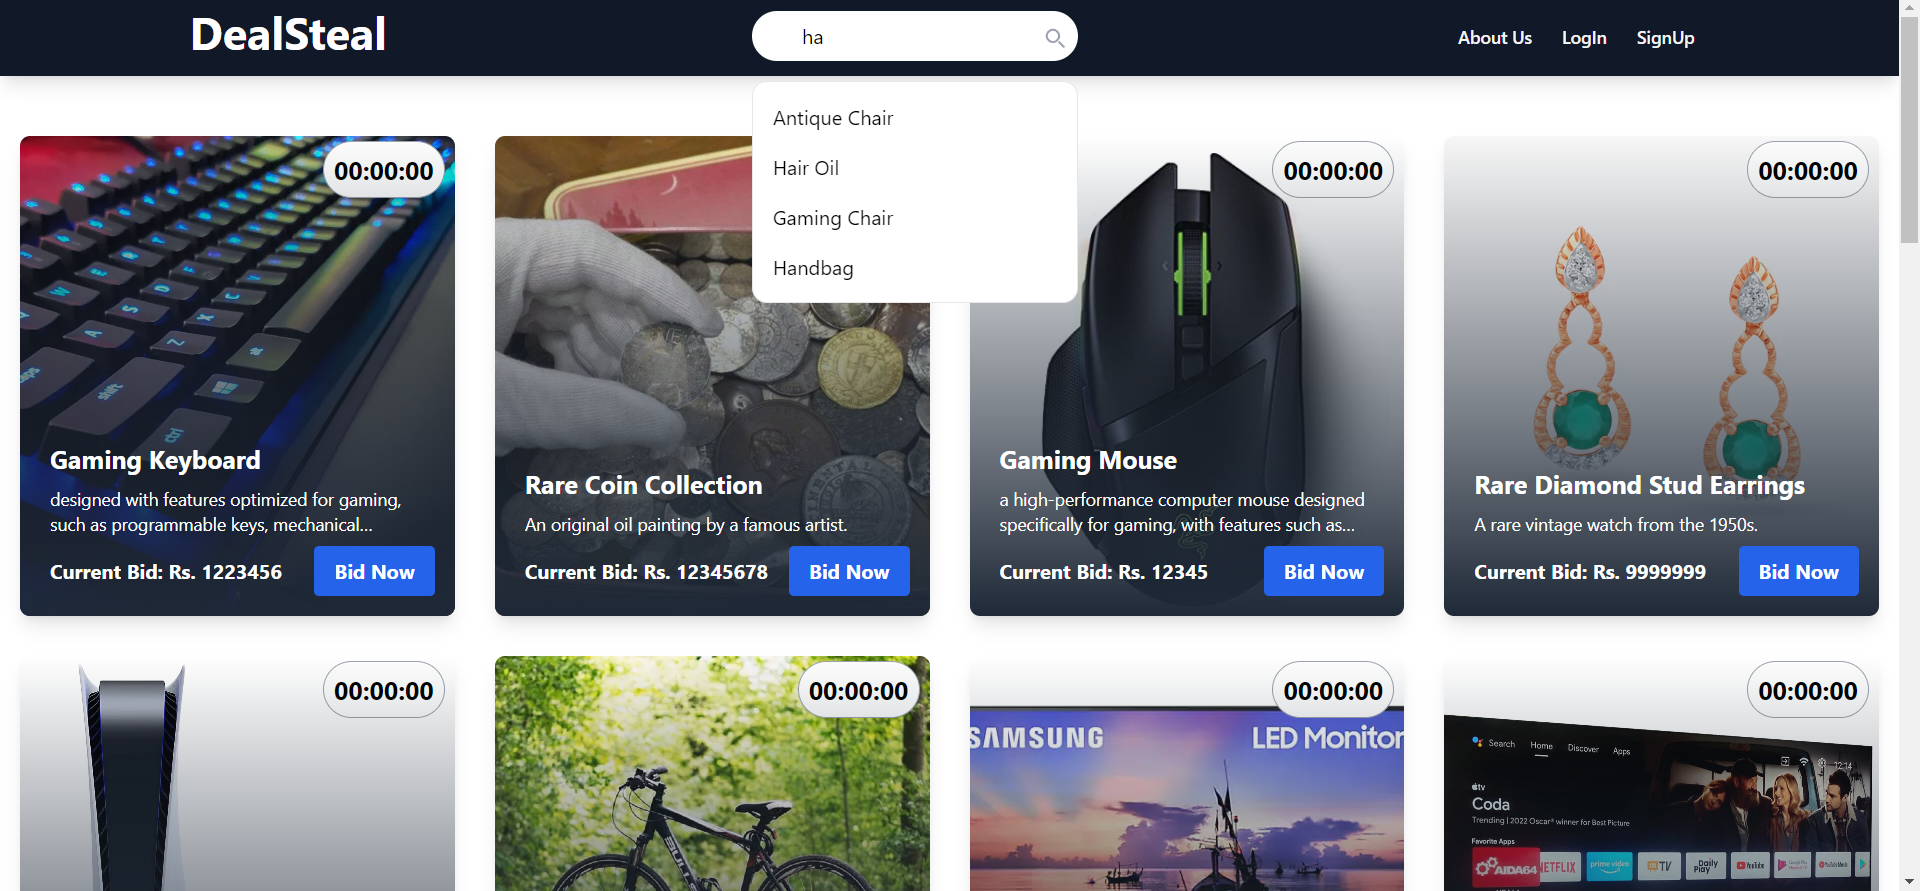 DealSteal
ha
About Us
LogIn
SignUp
Antique Chair
Hair Oil
Gaming Chair
Handbag
00:00:00
Gaming Keyboard
designed with features optimized for gaming,
such as programmable keys, mechanical...
Current Bid: Rs. 1223456
Bid Now
Rare Coin Collection
An original oil painting by a famous artist.
Current Bid: Rs. 12345678
Bid Now
00:00:00
Gaming Mouse
a high-performance computer mouse designed
specifically for gaming, with features such as...
Current Bid: Rs. 12345
Bid Now
00:00:00
Rare Diamond Stud Earrings
A rare vintage watch from the 1950s.
Current Bid: Rs. 9999999
Bid Now
00:00:00
00:00:00
BULL
00:00:00
SAMSUNG
LED Monitor
00:00:00
Search Home Discover Apps
12:14
tv
Coda
Trending | 2022 Oscar® winner for Best Picture
Favorite Apps
AIDA64 NETFLIX prime video TV Daily Play YouTube